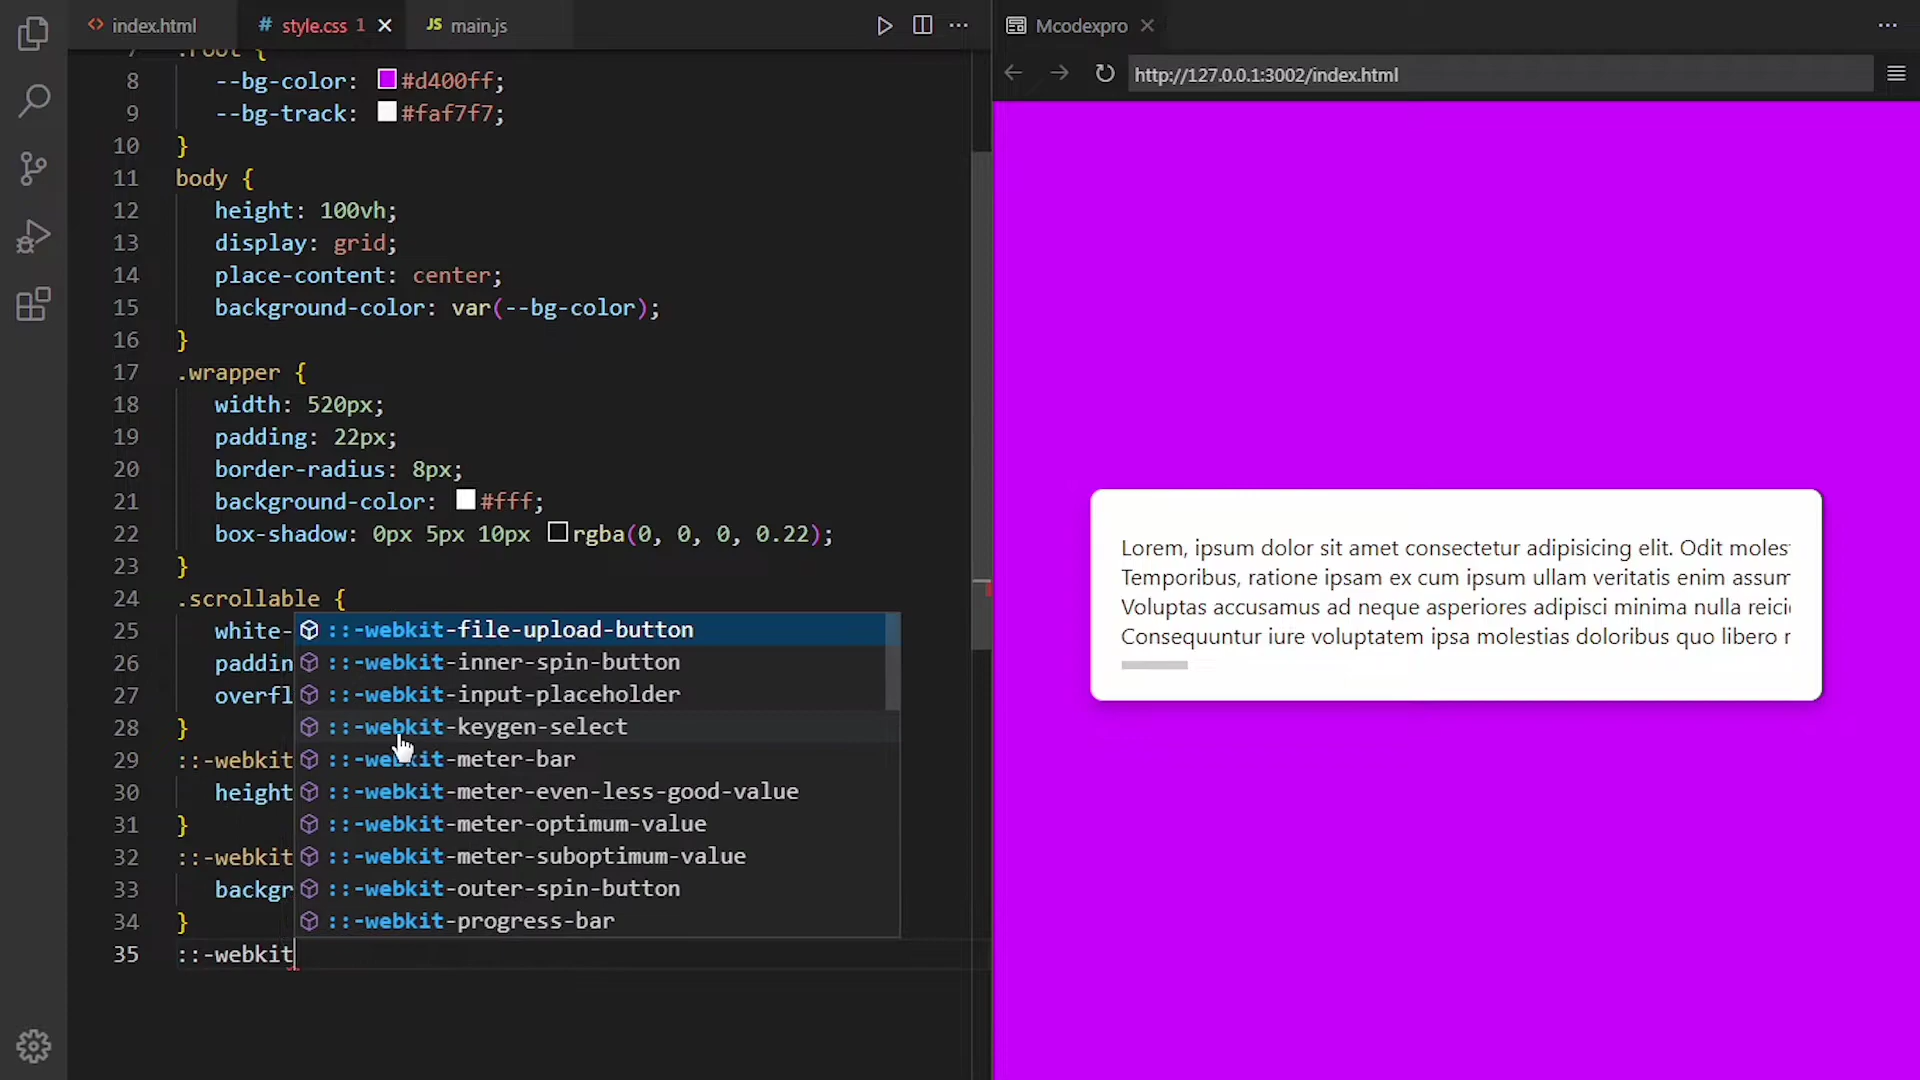 index.html
# style.css 1
JS main.js
Mcodexpro
http://127.0.0.1:3002/index.html
7 .root {
8 --bg-color: #d400ff;
9 --bg-track: #faf7f7;
10 }
11 body {
12 height: 100vh;
13 display: grid;
14 place-content: center;
15 background-color: var(--bg-color);
16 }
17 .wrapper {
18 width: 520px;
19 padding: 22px;
20 border-radius: 8px;
21 background-color: #fff;
22 box-shadow: 0px 5px 10px rgba(0, 0, 0, 0.22);
23 }
24 .scrollable {
25 white-
26 paddin
27 overfl
28 }
29 ::-webkit
30 height
31 }
32 ::-webkit
33 backgr
34 }
35 ::-webkit
::-webkit-file-upload-button
::-webkit-inner-spin-button
::-webkit-input-placeholder
::-webkit-keygen-select
::-webkit-meter-bar
::-webkit-meter-even-less-good-value
::-webkit-meter-optimum-value
::-webkit-meter-suboptimum-value
::-webkit-outer-spin-button
::-webkit-progress-bar
Lorem, ipsum dolor sit amet consectetur adipisicing elit. Odit moles
Temporibus, ratione ipsam ex cum ipsum ullam veritatis enim assum
Voluptas accusamus ad neque asperiores adipisci minima nulla reici
Consequuntur iure voluptatem ipsa molestias doloribus quo libero r